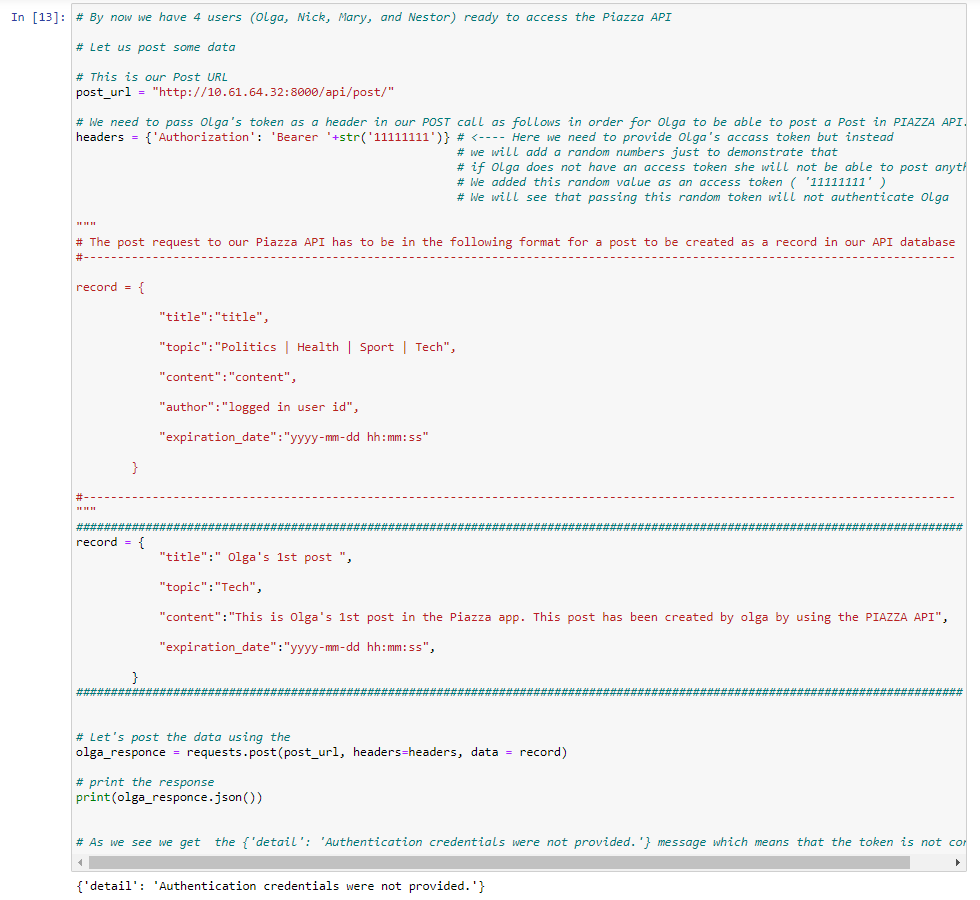 In [13]: # By now we have 4 users (Olga, Nick, Mary, and Nestor) ready to access the Piazza API
# Let us post some data
# This is our Post URL
post_url = "http://10.61.64.32:8000/api/post/"
# We need to pass Olga's token as a header in our POST call as follows in order for Olga to be able to post a Post in PIAZZA API.
headers = {'Authorization': 'Bearer '+str('11111111')} # <---- Here we need to provide Olga's accass token but instead
# we will add a random numbers just to demonstrate that
# if Olga does not have an access token she will not be able to post anyth
# We added this random value as an access token ( '11111111' )
# We will see that passing this random token will not authenticate Olga
"""
# The post request to our Piazza API has to be in the following format for a post to be created as a record in our API database
#------------------------------------------------------------------------------------------------------------------------------
record = {
"title":"title",
"topic":"Politics | Health | Sport | Tech",
"content":"content",
"author":"logged in user id",
"expiration_date":"yyyy-mm-dd hh:mm:ss"
}
#------------------------------------------------------------------------------------------------------------------------------
"""
################################################################################################################################
record = {
"title":" Olga's 1st post ",
"topic":"Tech",
"content":"This is Olga's 1st post in the Piazza app. This post has been created by olga by using the PIAZZA API",
"expiration_date":"yyyy-mm-dd hh:mm:ss",
}
################################################################################################################################
# Let's post the data using the
olga_responce = requests.post(post_url, headers=headers, data = record)
# print the response
print(olga_responce.json())
# As we see we get  the {'detail': 'Authentication credentials were not provided.'} message which means that the token is not cor
{'detail': 'Authentication credentials were not provided.'}